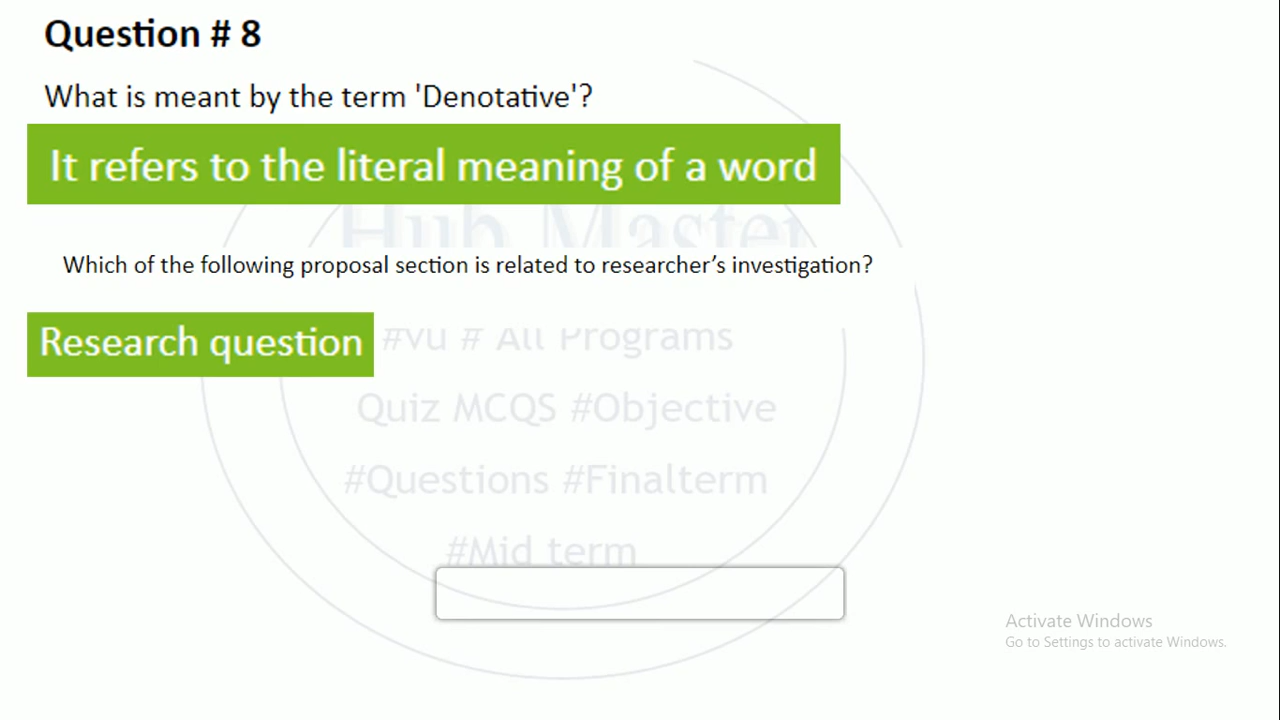 Question # 8
What is meant by the term 'Denotative'?
It refers to the literal meaning of a word
Hub Master
Which of the following proposal section is related to researcher’s investigation?
Research question
#vu # All Programs
Quiz MCQS #Objective
#Questions #Finalterm
#Mid term
Activate Windows
Go to Settings to activate Windows.